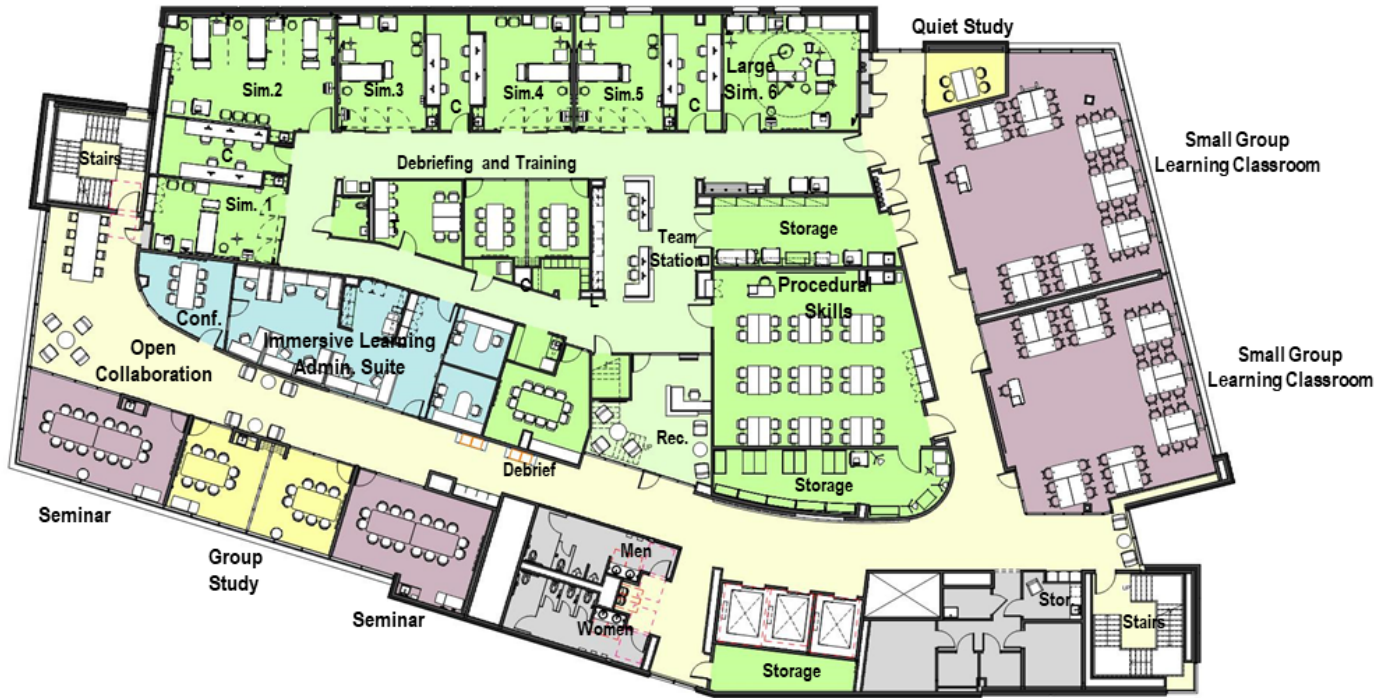 Quiet Study
Sim.2
Sim.3
C
Sim.4
Sim.5
C
Large
Sim. 6
Small Group
Learning Classroom
Stairs
C
Debriefing and Training
Sim. 1
Team
Station
Storage
C
Procedural
Skills
Conf.
Immersive Learning
Admin. Suite
Open
Collaboration
Small Group
Learning Classroom
Rec.
Debrief
Storage
Seminar
Group
Study
Seminar
Men
Women
Storage
Stor
Stairs